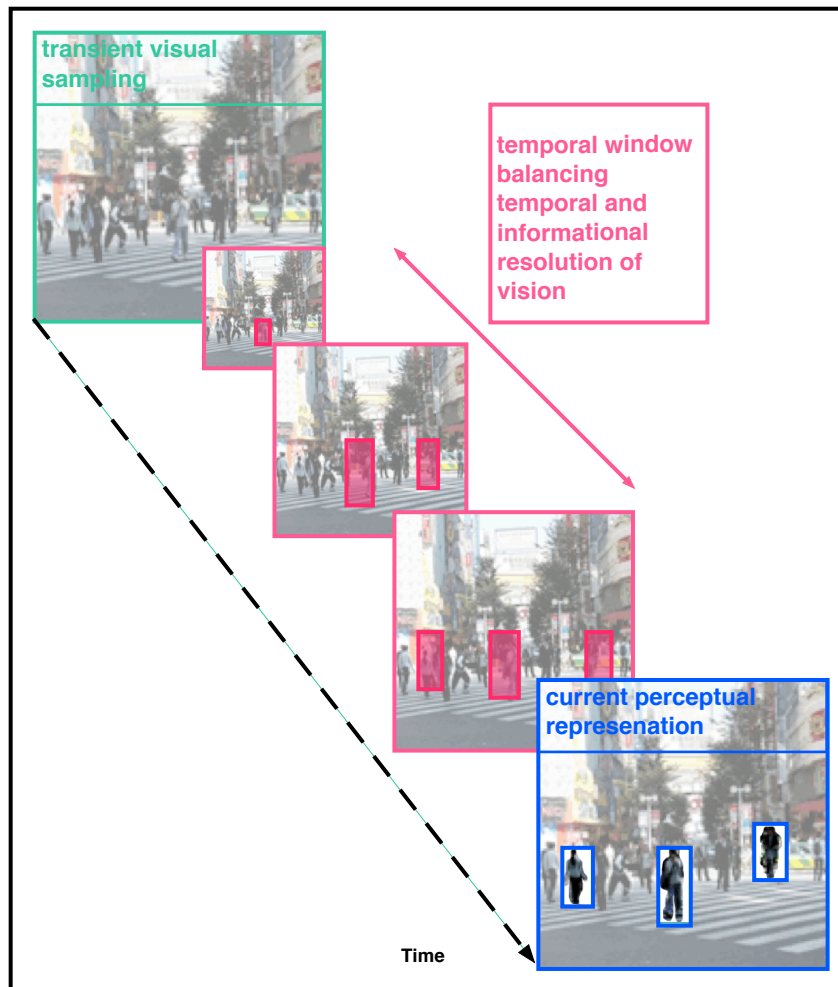 transient visual
sampling
temporal window
balancing
temporal and
informational
resolution of
vision
current perceptual
represenation
Time